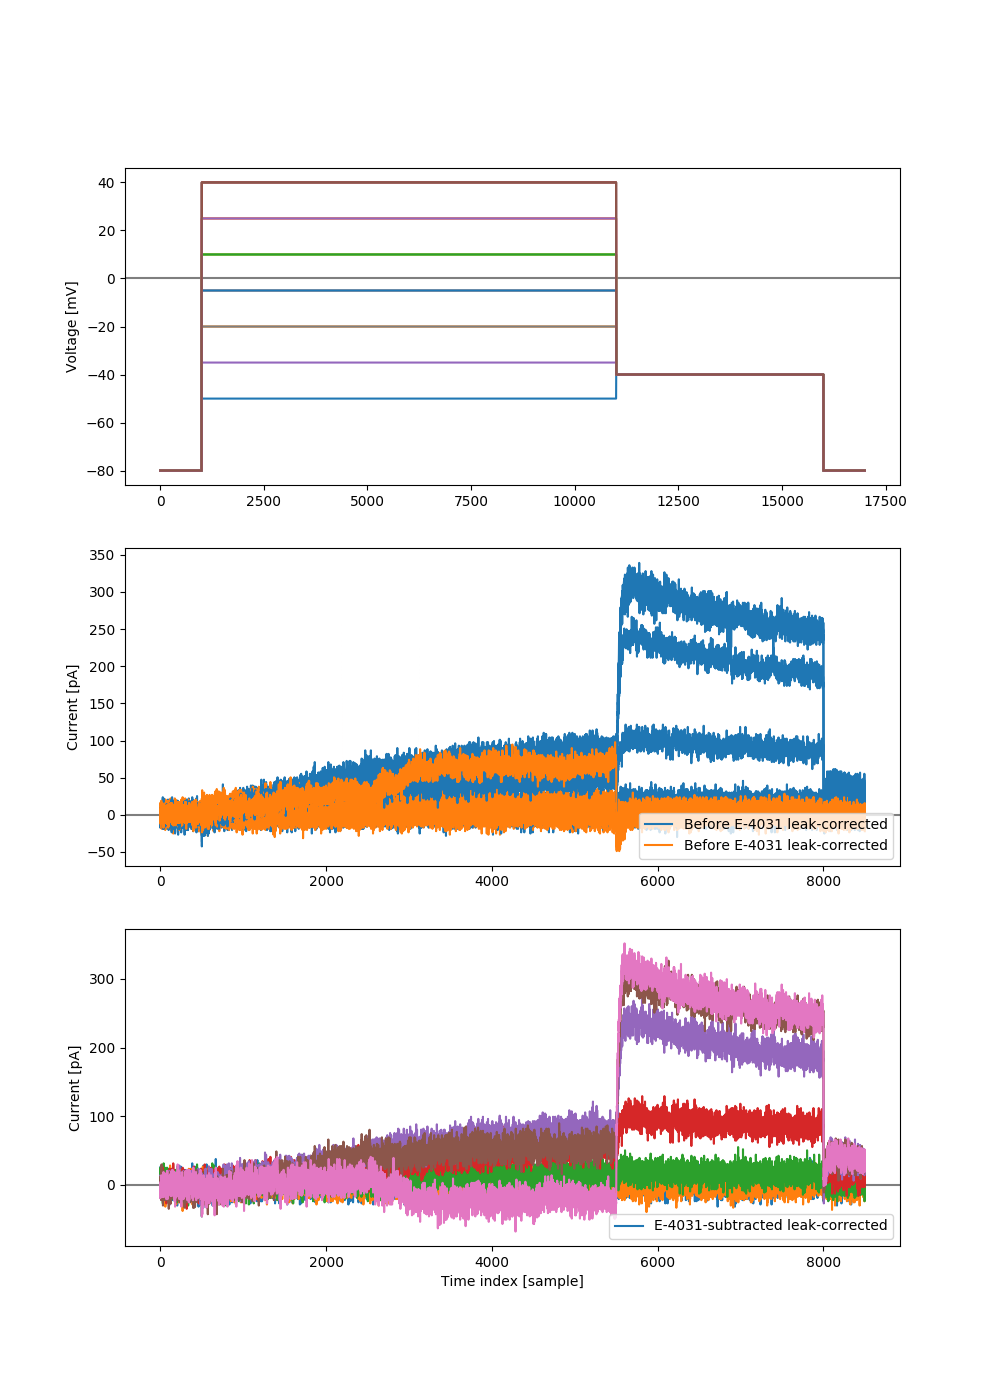 40
20
0
−20
−40
−60
−80
Voltage [mV]
0 2500 5000 7500 10000 12500 15000 17500
350
300
250
200
150
100
50
0
−50
Current [pA]
Before E-4031 leak-corrected
Before E-4031 leak-corrected
0 2000 4000 6000 8000
300
200
100
0
Current [pA]
E-4031-subtracted leak-corrected
0 2000 4000 6000 8000
Time index [sample]